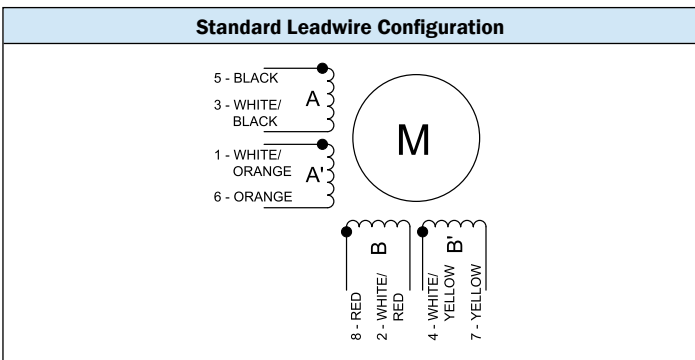 Standard Leadwire Configuration
5 - BLACK
3 - WHITE/
BLACK
A
1 - WHITE/
ORANGE
6 - ORANGE
A'
M
B
B'
8 - RED
2 - WHITE/
RED
4 - WHITE/
YELLOW
7 - YELLOW